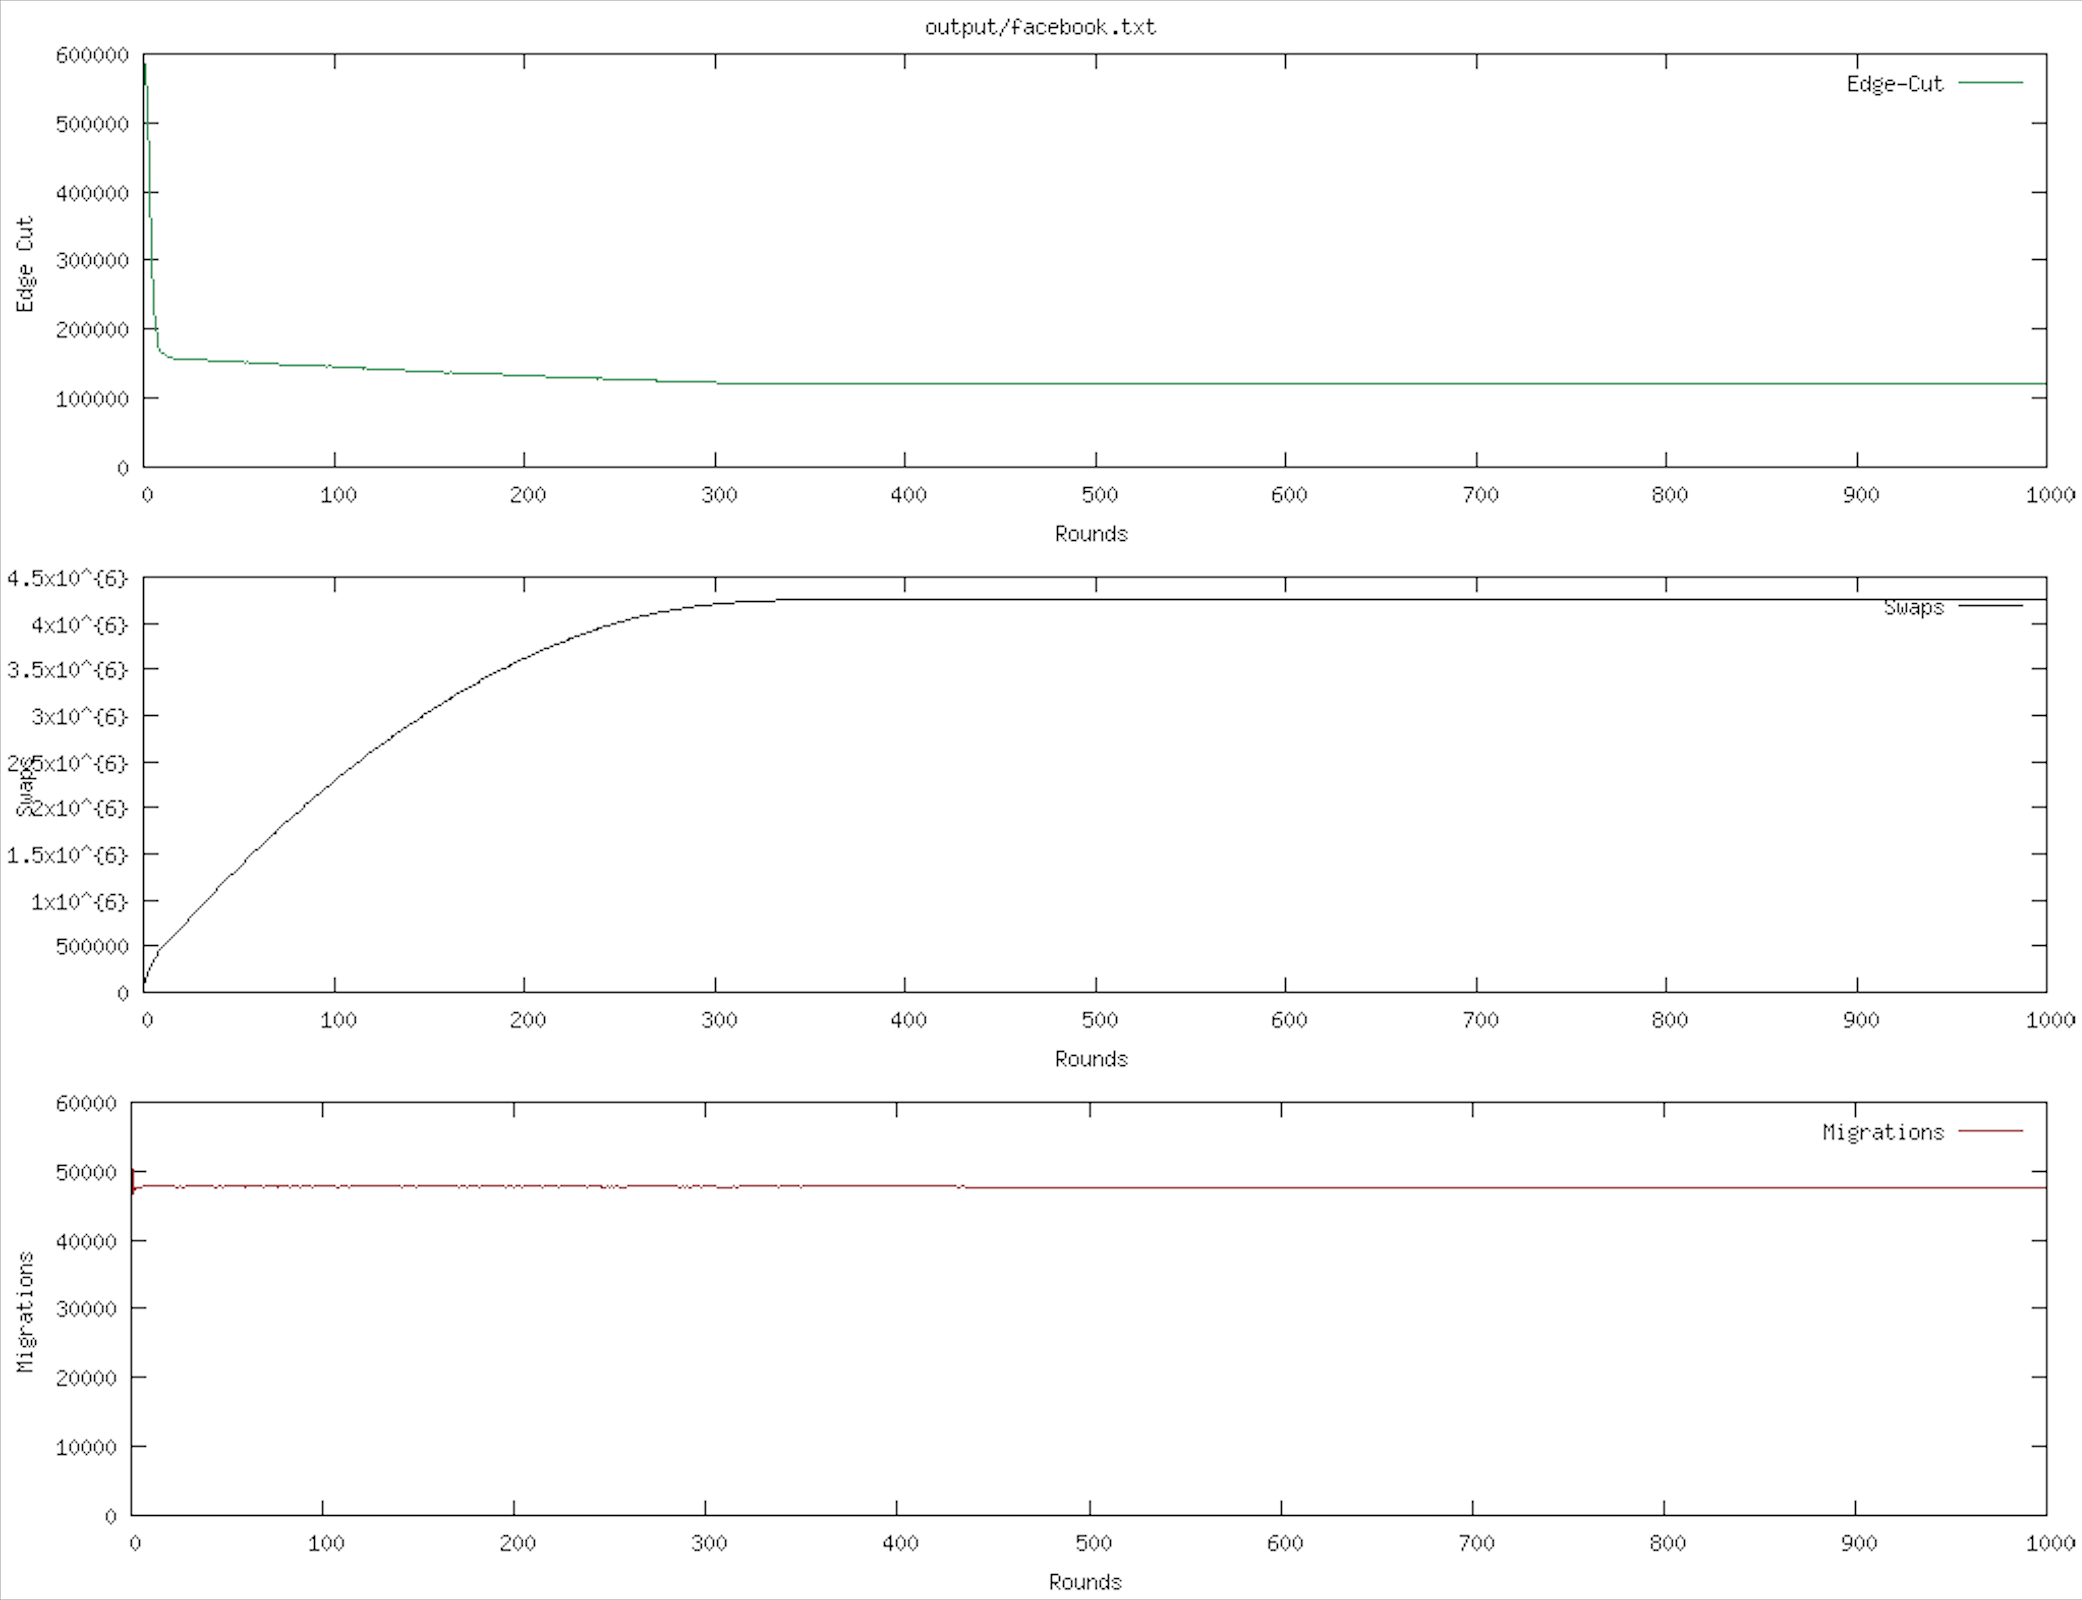 output/facebook.txt
600000
500000
400000
300000
200000
100000
0
Edge Cut
Edge-Cut
0 100 200 300 400 500 600 700 800 900 1000
Rounds
4.5x10^{6}
4x10^{6}
3.5x10^{6}
3x10^{6}
2.5x10^{6}
2x10^{6}
1.5x10^{6}
1x10^{6}
500000
0
Swaps
Swaps
0 100 200 300 400 500 600 700 800 900 1000
Rounds
60000
50000
40000
30000
20000
10000
0
Migrations
Migrations
0 100 200 300 400 500 600 700 800 900 1000
Rounds